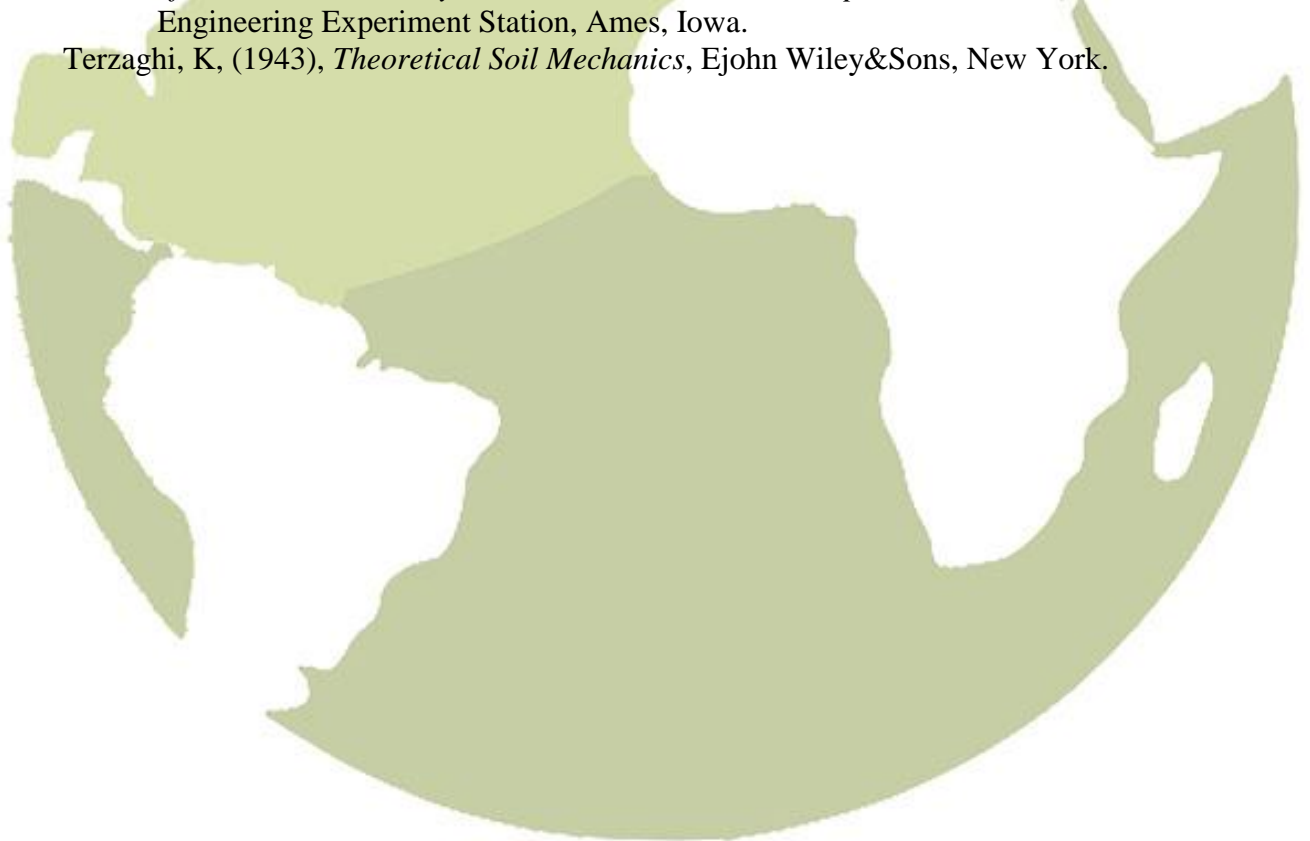 Engineering Experiment Station, Ames, Iowa.
Terzaghi, K, (1943), Theoretical Soil Mechanics, Ejohn Wiley&Sons, New York.